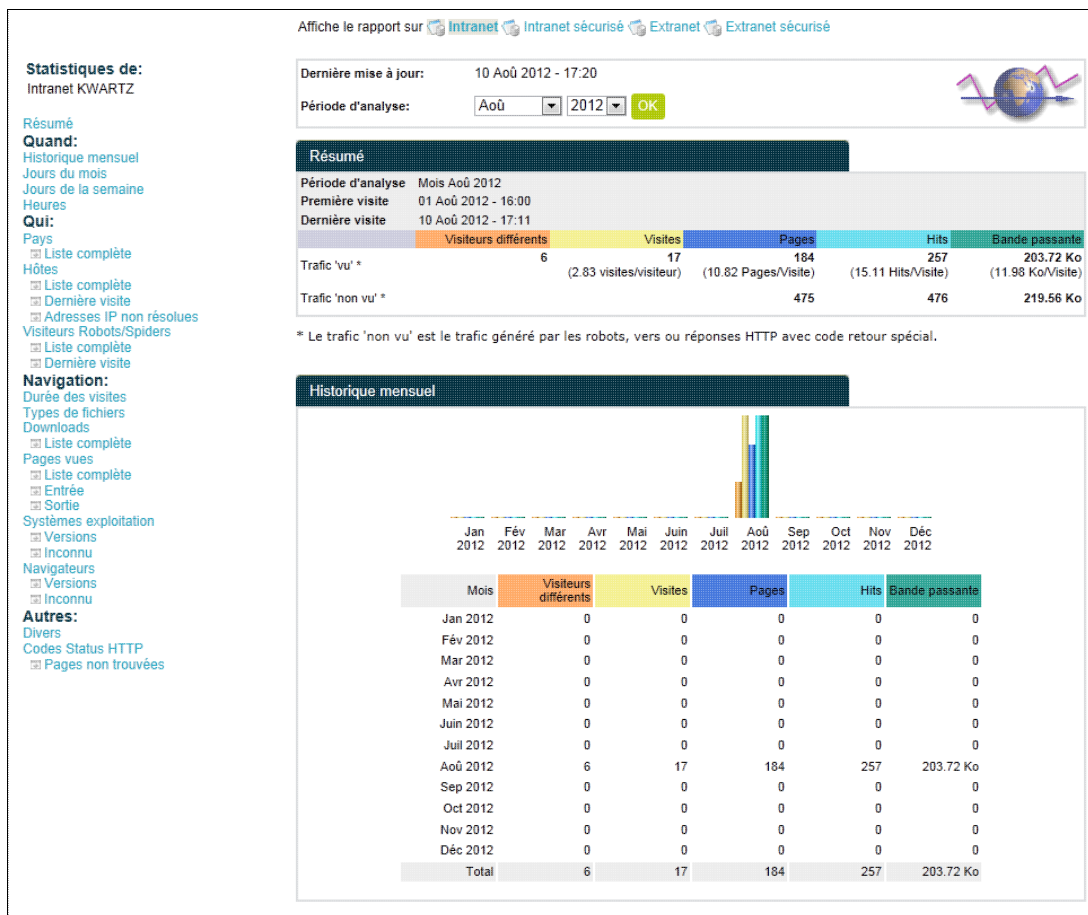 Affiche le rapport sur Intranet Intranet sécurisé Extranet Extranet sécurisé
Statistiques de:
Intranet KWARTZ
Résumé
Quand:
Historique mensuel
Jours du mois
Jours de la semaine
Heures
Qui:
Pays
Liste complète
Hôtes
Liste complète
Dernière visite
Adresses IP non résolues
Visiteurs Robots/Spiders
Liste complète
Dernière visite
Navigation:
Durée des visites
Types de fichiers
Downloads
Liste complète
Pages vues
Liste complète
Entrée
Sortie
Systèmes exploitation
Versions
Inconnu
Navigateurs
Versions
Inconnu
Autres:
Divers
Codes Status HTTP
Pages non trouvées
Dernière mise à jour: 10 Aoû 2012 - 17:20
Période d'analyse: Aoû 2012 OK
Résumé
Période d'analyse Mois Aoû 2012
Première visite 01 Aoû 2012 - 16:00
Dernière visite 10 Aoû 2012 - 17:11
Visiteurs différents Visites Pages Hits Bande passante
Trafic 'vu' * 6 17 184 257 203.72 Ko
(2.83 visites/visiteur) (10.82 Pages/Visite) (15.11 Hits/Visite) (11.98 Ko/Visite)
Trafic 'non vu' * 475 476 219.56 Ko
* Le trafic 'non vu' est le trafic généré par les robots, vers ou réponses HTTP avec code retour spécial.
Historique mensuel
Jan Fév Mar Avr Mai Juin Juil Aoû Sep Oct Nov Déc
2012 2012 2012 2012 2012 2012 2012 2012 2012 2012 2012 2012
Mois Visiteurs différents Visites Pages Hits Bande passante
Jan 2012 0 0 0 0 0
Fév 2012 0 0 0 0 0
Mar 2012 0 0 0 0 0
Avr 2012 0 0 0 0 0
Mai 2012 0 0 0 0 0
Juin 2012 0 0 0 0 0
Juil 2012 0 0 0 0 0
Aoû 2012 6 17 184 257 203.72 Ko
Sep 2012 0 0 0 0 0
Oct 2012 0 0 0 0 0
Nov 2012 0 0 0 0 0
Déc 2012 0 0 0 0 0
Total 6 17 184 257 203.72 Ko